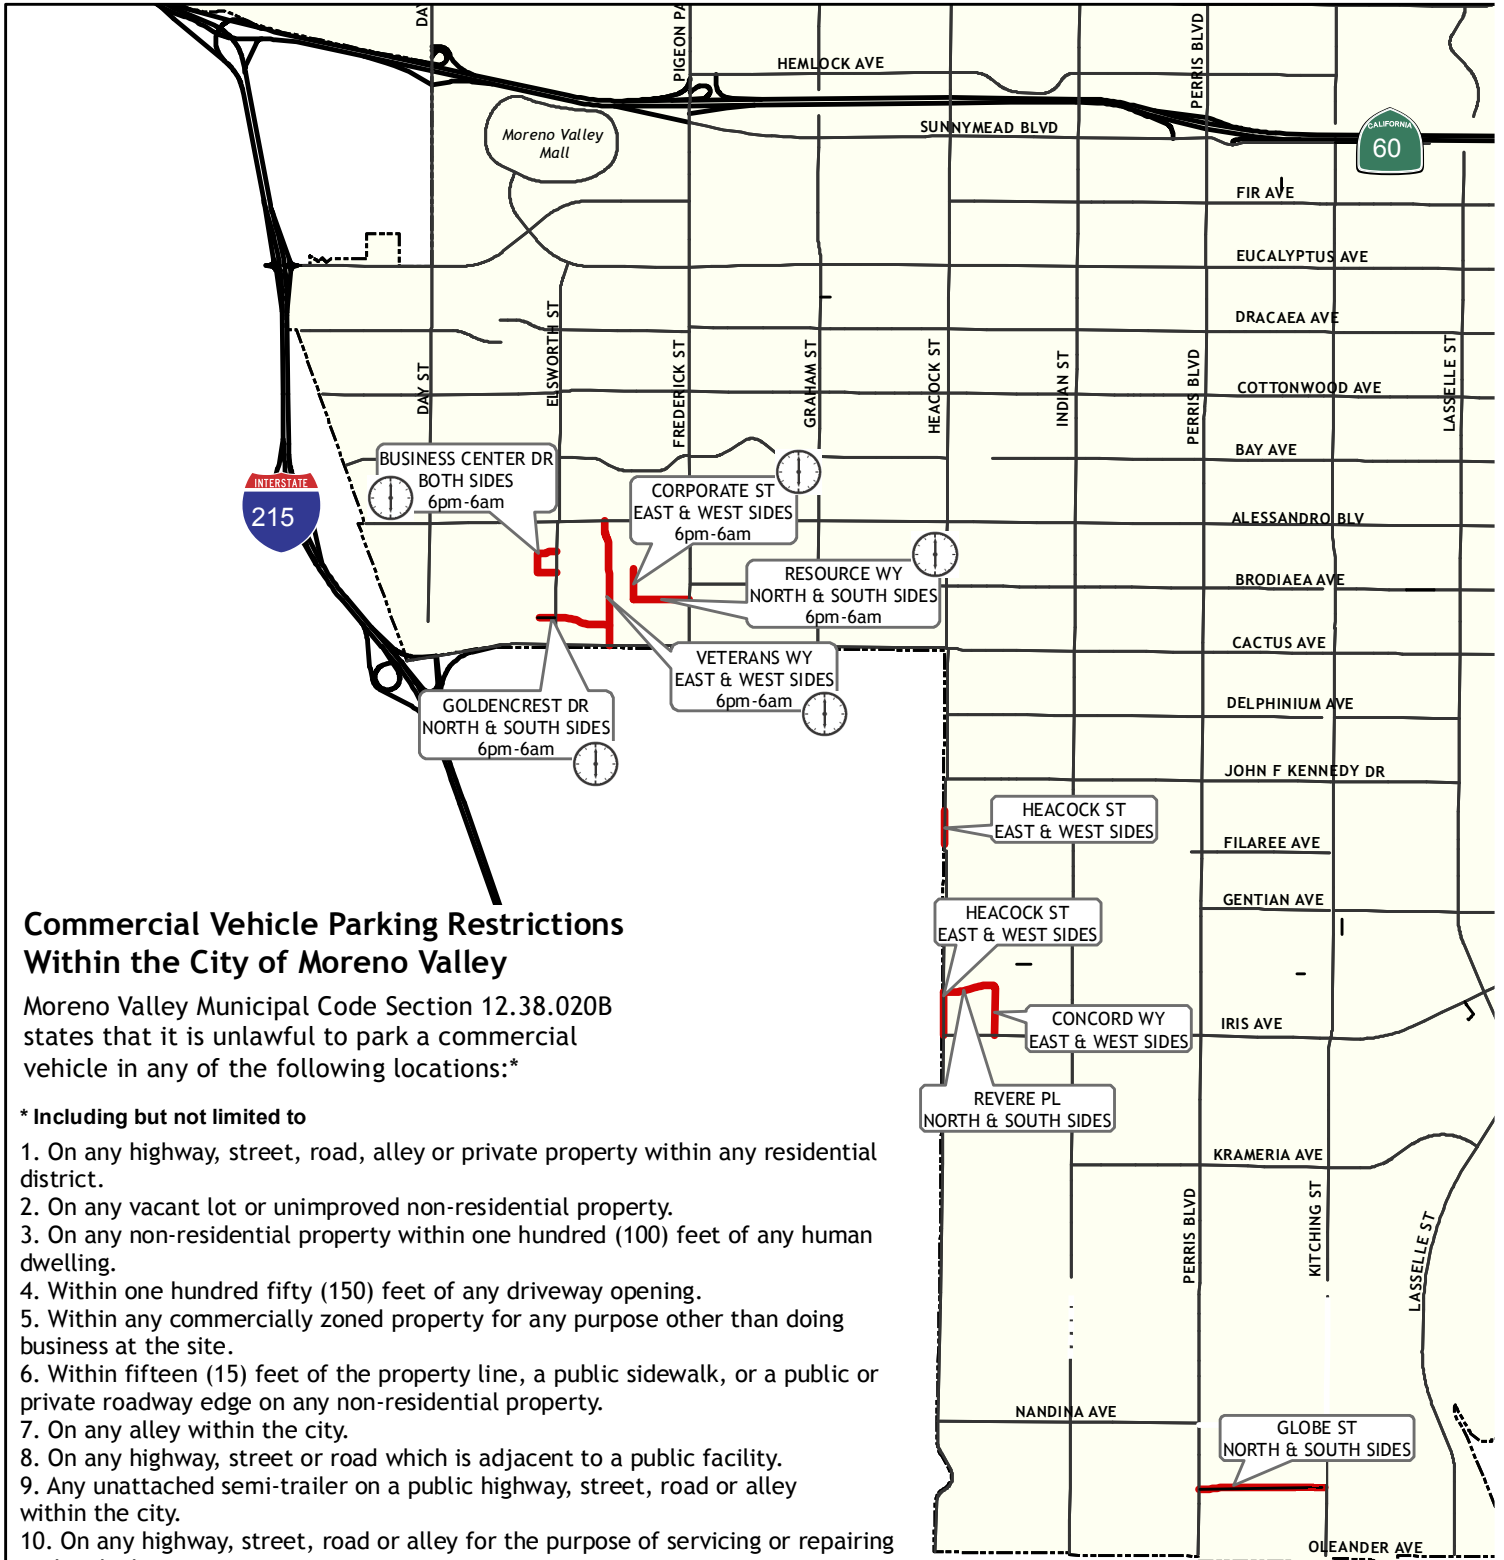 DAY
PIGEON PA
PERRIS BLVD
HEMLOCK AVE
SUNNYMEAD BLVD
CALIFORNIA
60
Moreno Valley
Mall
FIR AVE
EUCALYPTUS AVE
DRACAEA AVE
COTTONWOOD AVE
BAY AVE
ALESSANDRO BLV
BRODIAEA AVE
CACTUS AVE
DELPHINIUM AVE
JOHN F KENNEDY DR
FILAREE AVE
GENTIAN AVE
IRIS AVE
KRAMERIA AVE
NANDINA AVE
OLEANDER AVE
DAY ST
ELSWORTH ST
FREDERICK ST
GRAHAM ST
HEACOCK ST
INDIAN ST
PERRIS BLVD
LASSELLE ST
PERRIS BLVD
KITCHING ST
LASSELLE ST
INTERSTATE
215
BUSINESS CENTER DR
BOTH SIDES
6pm-6am
CORPORATE ST
EAST & WEST SIDES
6pm-6am
RESOURCE WY
NORTH & SOUTH SIDES
6pm-6am
VETERANS WY
EAST & WEST SIDES
6pm-6am
GOLDENCREST DR
NORTH & SOUTH SIDES
6pm-6am
HEACOCK ST
EAST & WEST SIDES
HEACOCK ST
EAST & WEST SIDES
CONCORD WY
EAST & WEST SIDES
REVERE PL
NORTH & SOUTH SIDES
GLOBE ST
NORTH & SOUTH SIDES
Commercial Vehicle Parking Restrictions
Within the City of Moreno Valley
Moreno Valley Municipal Code Section 12.38.020B
states that it is unlawful to park a commercial
vehicle in any of the following locations:*
* Including but not limited to
1. On any highway, street, road, alley or private property within any residential
district.
2. On any vacant lot or unimproved non-residential property.
3. On any non-residential property within one hundred (100) feet of any human
dwelling.
4. Within one hundred fifty (150) feet of any driveway opening.
5. Within any commercially zoned property for any purpose other than doing
business at the site.
6. Within fifteen (15) feet of the property line, a public sidewalk, or a public or
private roadway edge on any non-residential property.
7. On any alley within the city.
8. On any highway, street or road which is adjacent to a public facility.
9. Any unattached semi-trailer on a public highway, street, road or alley
within the city.
10. On any highway, street, road or alley for the purpose of servicing or repairing